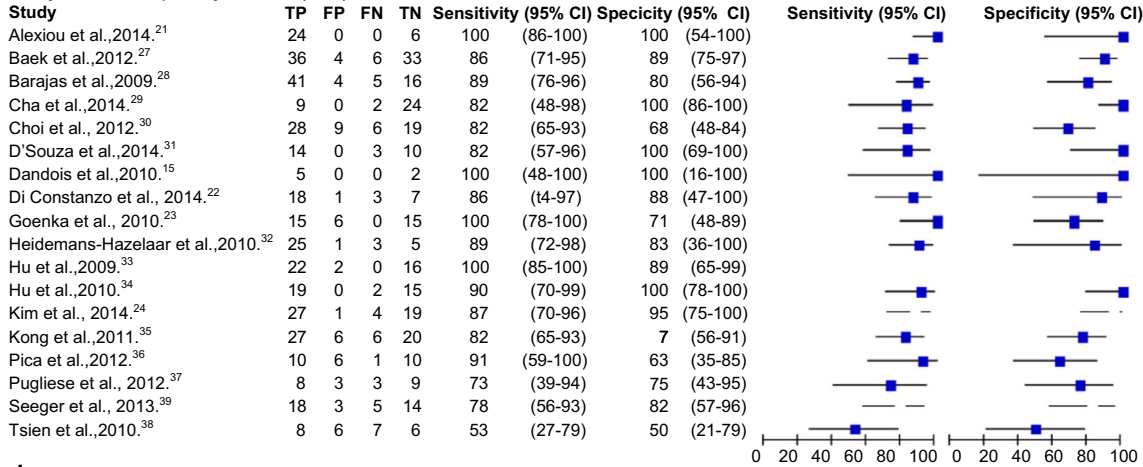 Study TP FP FN TN Sensitivity (95% CI) Specicity (95% CI) Sensitivity (95% CI) Specificity (95% CI)
Alexiou et al.,2014.21 24 0 0 6 100 (86-100) 100 (54-100)
Baek et al.,2012.27 36 4 6 33 86 (71-95) 89 (75-97)
Barajas et al.,2009.28 41 4 5 16 89 (76-96) 80 (56-94)
Cha et al.,2014.29 9 0 2 24 82 (48-98) 100 (86-100)
Choi et al., 2012.30 28 9 6 19 82 (65-93) 68 (48-84)
D'Souza et al.,2014.31 14 0 3 10 82 (57-96) 100 (69-100)
Dandois et al.,2010.15 5 0 0 2 100 (48-100) 100 (16-100)
Di Constanzo et al., 2014.22 18 1 3 7 86 (t4-97) 88 (47-100)
Goenka et al., 2010.23 15 6 0 15 100 (78-100) 71 (48-89)
Heidemans-Hazelaar et al.,2010.32 25 1 3 5 89 (72-98) 83 (36-100)
Hu et al.,2009.33 22 2 0 16 100 (85-100) 89 (65-99)
Hu et al.,2010.34 19 0 2 15 90 (70-99) 100 (78-100)
Kim et al., 2014.24 27 1 4 19 87 (70-96) 95 (75-100)
Kong et al.,2011.35 27 6 6 20 82 (65-93) 7 (56-91)
Pica et al.,2012.36 10 6 1 10 91 (59-100) 63 (35-85)
Pugliese et al., 2012.37 8 3 3 9 73 (39-94) 75 (43-95)
Seeger et al., 2013.39 18 3 5 14 78 (56-93) 82 (57-96)
Tsien et al.,2010.38 8 6 7 6 53 (27-79) 50 (21-79)
0 20 40 60 80 100 0 20 40 60 80 100